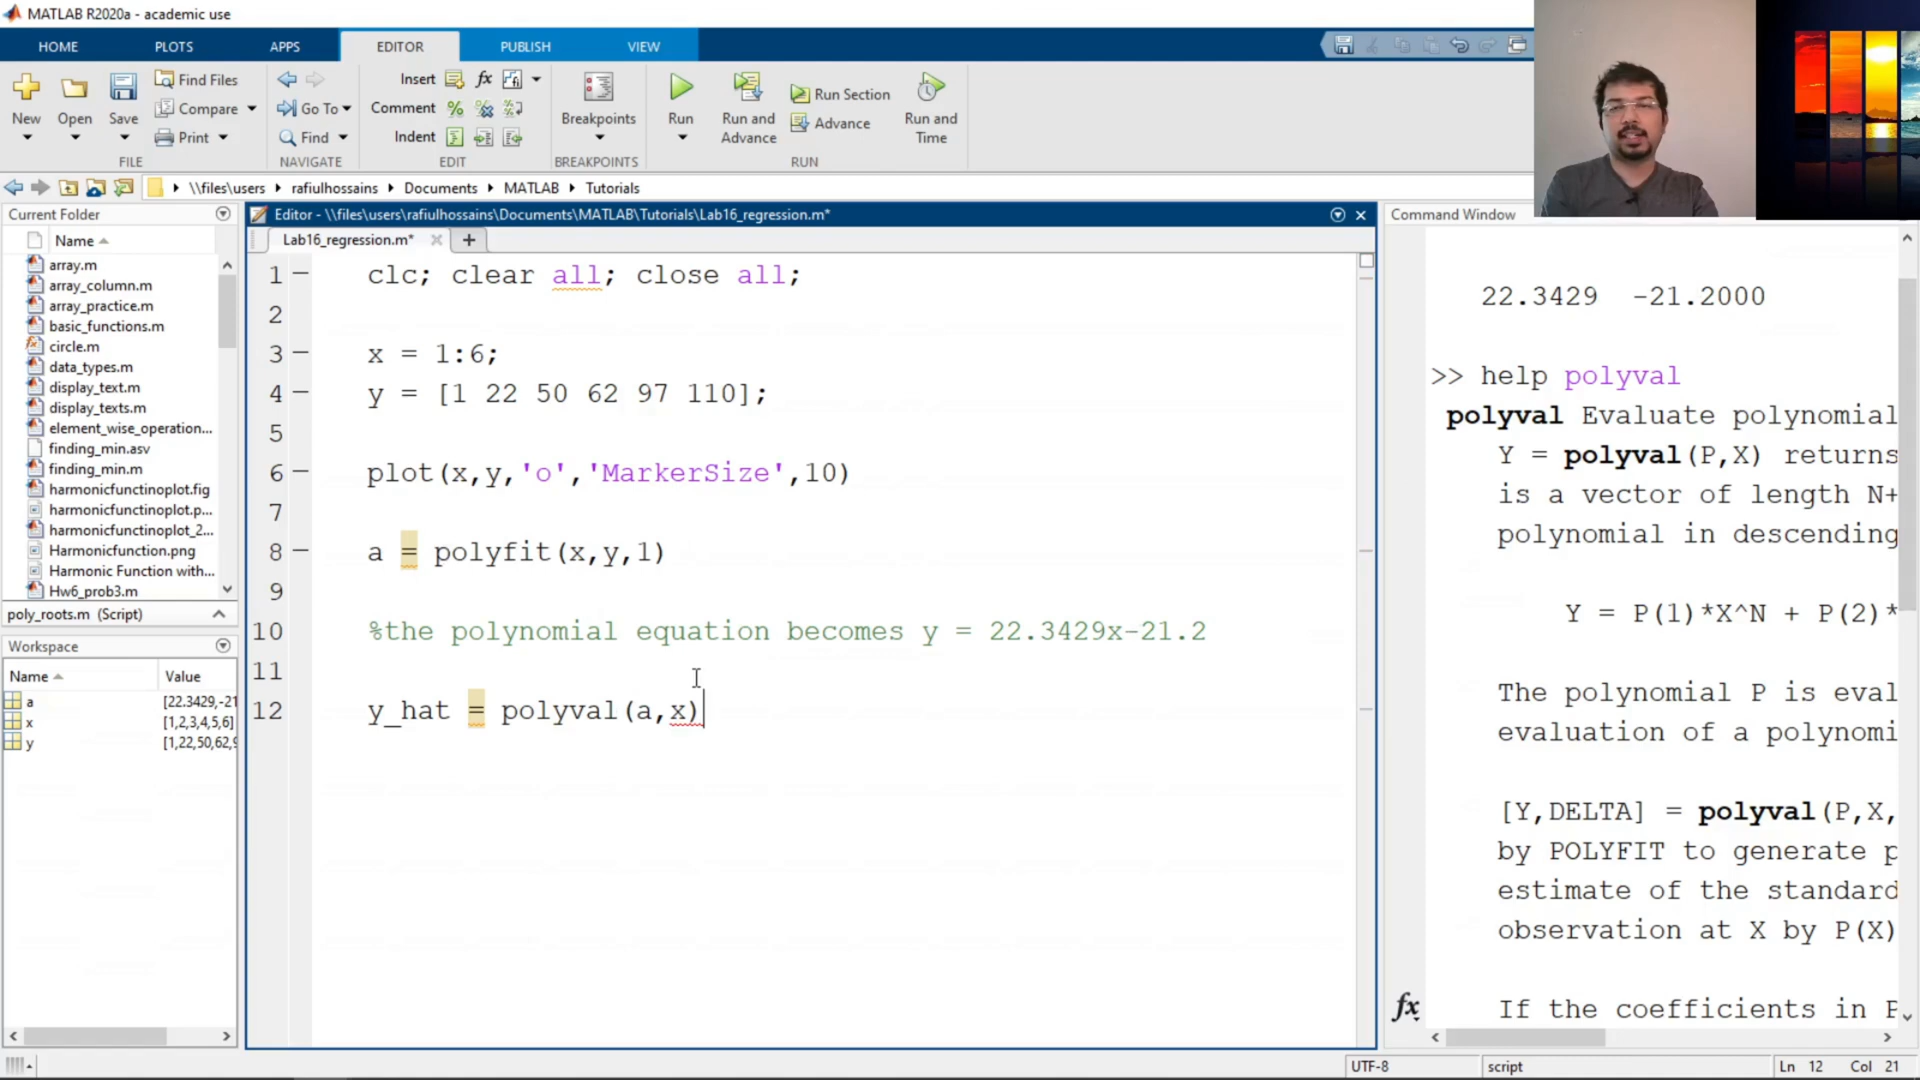 MATLAB R2020a - academic use
HOME PLOTS APPS EDITOR PUBLISH VIEW
New Open Save Find Files Compare Print
FILE
Go To Find
NAVIGATE
Insert fx
Comment %
Indent
EDIT
Breakpoints
BREAKPOINTS
Run Run and Advance Run Section Advance Run and Time
RUN
\\files\users rafiulhossains Documents MATLAB Tutorials
Current Folder
Name
array.m
array_column.m
array_practice.m
basic_functions.m
circle.m
data_types.m
display_text.m
display_texts.m
element_wise_operation...
finding_min.asv
finding_min.m
harmonicfunctinoplot.fig
harmonicfunctinoplot.p...
harmonicfunctinoplot_2...
Harmonicfunction.png
Harmonic Function with...
Hw6_prob3.m
poly_roots.m (Script)
Workspace
Name Value
a [22.3429,-21
x [1,2,3,4,5,6]
y [1,22,50,62,9
Editor - \\files\users\rafiulhossains\Documents\MATLAB\Tutorials\Lab16_regression.m*
Lab16_regression.m* +
1 clc; clear all; close all;
2
3 x = 1:6;
4 y = [1 22 50 62 97 110];
5
6 plot(x,y,'o','MarkerSize',10)
7
8 a = polyfit(x,y,1)
9
10 %the polynomial equation becomes y = 22.3429x-21.2
11
12 y_hat = polyval(a,x)
Command Window
22.3429 -21.2000
>> help polyval
polyval Evaluate polynomial
Y = polyval(P,X) returns
is a vector of length N+
polynomial in descending
Y = P(1)*X^N + P(2)*
The polynomial P is eval
evaluation of a polynomi
[Y,DELTA] = polyval(P,X,
by POLYFIT to generate p
estimate of the standard
observation at X by P(X)
fx If the coefficients in P
UTF-8 script Ln 12 Col 21